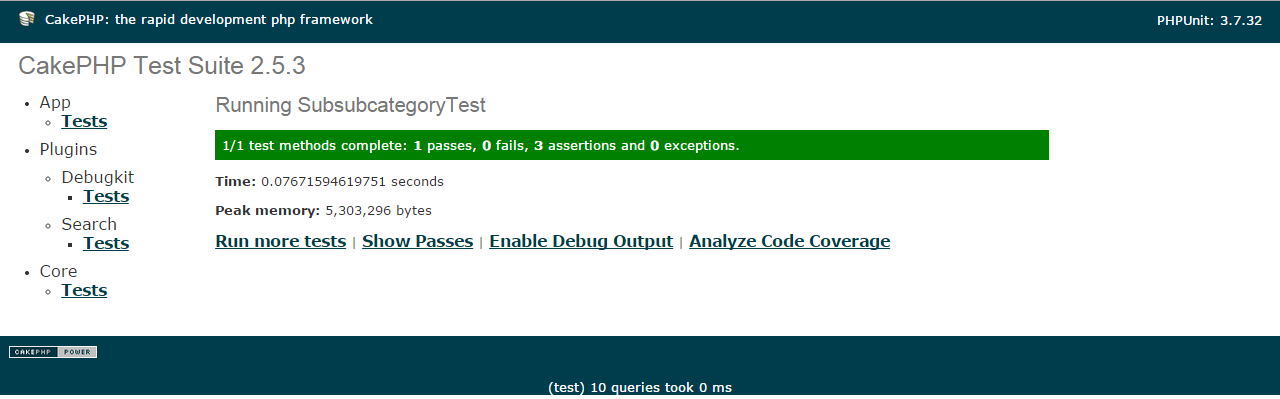 CakePHP: the rapid development php framework
PHPUnit: 3.7.32
CakePHP Test Suite 2.5.3
App
Tests
Plugins
Debugkit
Tests
Search
Tests
Core
Tests
Running SubsubcategoryTest
1/1 test methods complete: 1 passes, 0 fails, 3 assertions and 0 exceptions.
Time: 0.07671594619751 seconds
Peak memory: 5,303,296 bytes
Run more tests | Show Passes | Enable Debug Output | Analyze Code Coverage
CAKEPHP POWER
(test) 10 queries took 0 ms